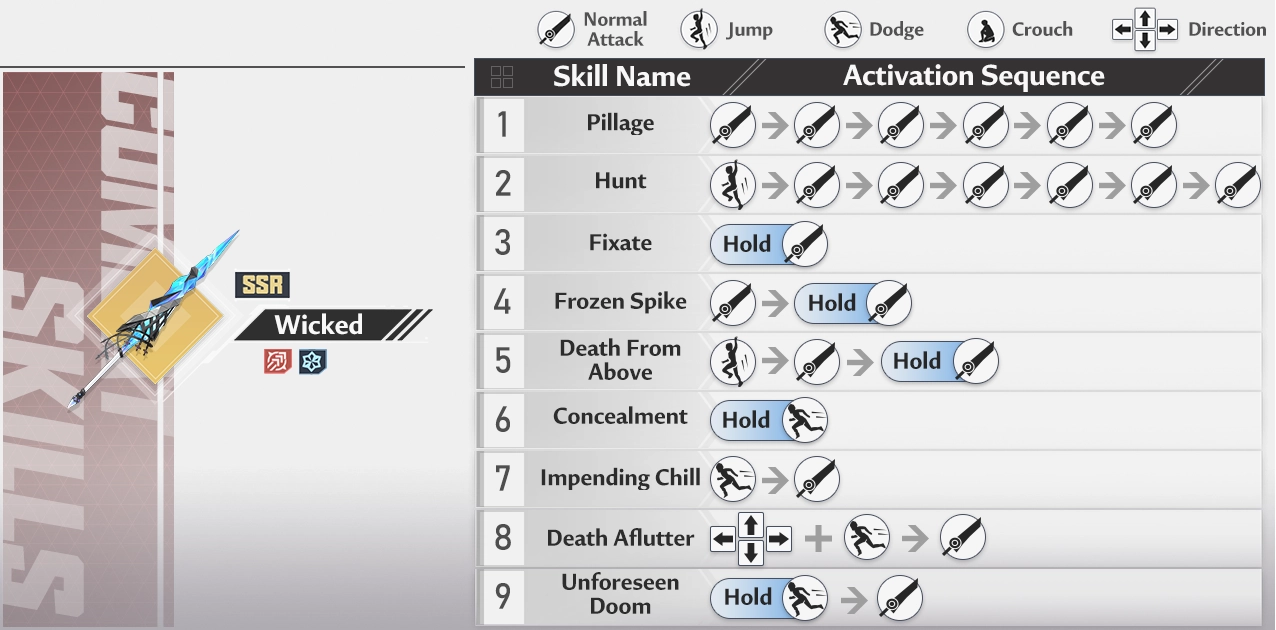 Normal
Attack
Jump
Dodge
Crouch
Direction
Skill Name
Activation Sequence
1
Pillage
2
Hunt
3
Fixate
Hold
4
Frozen Spike
Hold
5
Death From
Above
Hold
6
Concealment
Hold
7
Impending Chill
8
Death Aflutter
9
Unforeseen
Doom
Hold
SSR
Wicked
GUMI
SKILLS